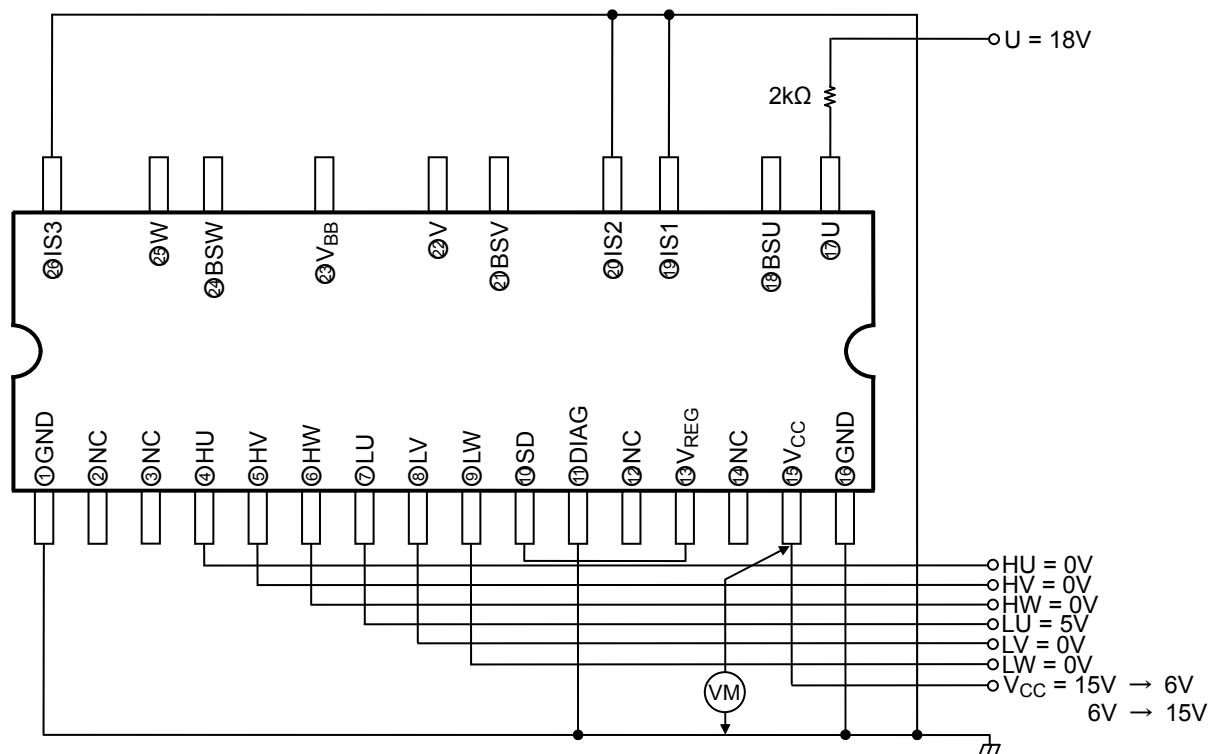 U = 18V
2kΩ
㉖IS3
㉕W
㉔BSW
㉓VBB
㉒V
㉑BSV
⑳IS2
⑲IS1
⑱BSU
⑰U
①GND
②NC
③NC
④HU
⑤HV
⑥HW
⑦LU
⑧LV
⑨LW
⑩SD
⑪DIAG
⑫NC
⑬VREG
⑭NC
⑮VCC
⑯GND
HU = 0V
HV = 0V
HW = 0V
LU = 5V
LV = 0V
LW = 0V
VM
VCC = 15V → 6V
6V → 15V